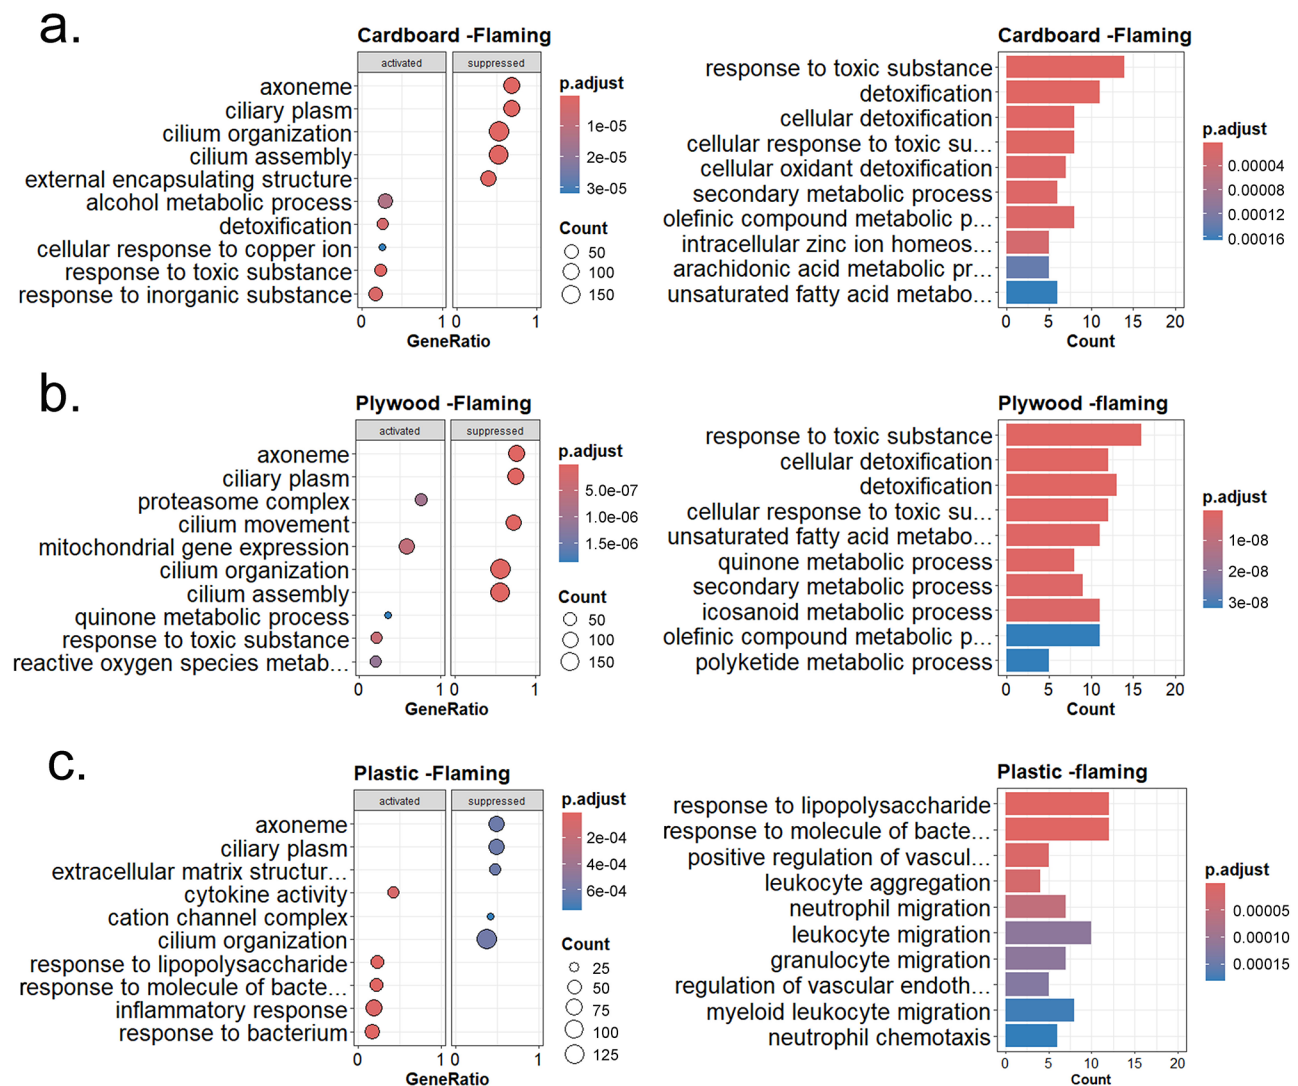 a.
Cardboard -Flaming
activated
suppressed
axoneme
ciliary plasm
cilium organization
cilium assembly
external encapsulating structure
alcohol metabolic process
detoxification
cellular response to copper ion
response to toxic substance
response to inorganic substance
0 1 0 1
GeneRatio
p.adjust
1e-05
2e-05
3e-05
Count
50
100
150
Cardboard -Flaming
response to toxic substance
detoxification
cellular detoxification
cellular response to toxic su...
cellular oxidant detoxification
secondary metabolic process
olefinic compound metabolic p...
intracellular zinc ion homeos...
arachidonic acid metabolic pr...
unsaturated fatty acid metabo...
0 5 10 15 20
Count
p.adjust
0.00004
0.00008
0.00012
0.00016
b.
Plywood -Flaming
activated
suppressed
axoneme
ciliary plasm
proteasome complex
cilium movement
mitochondrial gene expression
cilium organization
cilium assembly
quinone metabolic process
response to toxic substance
reactive oxygen species metab...
0 1 0 1
GeneRatio
p.adjust
5.0e-07
1.0e-06
1.5e-06
Count
50
100
150
Plywood -flaming
response to toxic substance
cellular detoxification
detoxification
cellular response to toxic su...
unsaturated fatty acid metabo...
quinone metabolic process
secondary metabolic process
icosanoid metabolic process
olefinic compound metabolic p...
polyketide metabolic process
0 5 10 15 20
Count
p.adjust
1e-08
2e-08
3e-08
c.
Plastic -Flaming
activated
suppressed
axoneme
ciliary plasm
extracellular matrix structur...
cytokine activity
cation channel complex
cilium organization
response to lipopolysaccharide
response to molecule of bacte...
inflammatory response
response to bacterium
0 1 0 1
GeneRatio
p.adjust
2e-04
4e-04
6e-04
Count
25
50
75
100
125
Plastic -flaming
response to lipopolysaccharide
response to molecule of bacte...
positive regulation of vascul...
leukocyte aggregation
neutrophil migration
leukocyte migration
granulocyte migration
regulation of vascular endoth...
myeloid leukocyte migration
neutrophil chemotaxis
0 5 10 15 20
Count
p.adjust
0.00005
0.00010
0.00015